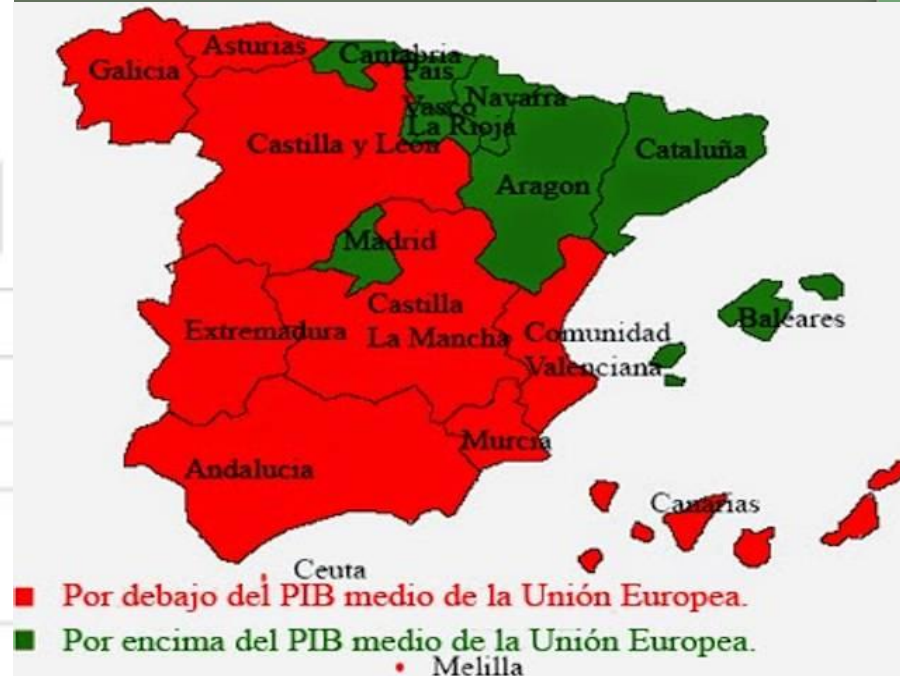 Galicia
Asturias
Cantabria
Pais
Vasco
Navarra
La Rioja
Castilla y León
Cataluña
Aragon
Madrid
Castilla
La Mancha
Extremadura
Comunidad
Valenciana
Baleares
Murcia
Andalucia
Canarias
Ceuta
Por debajo del PIB medio de la Unión Europea.
Por encima del PIB medio de la Unión Europea.
Melilla